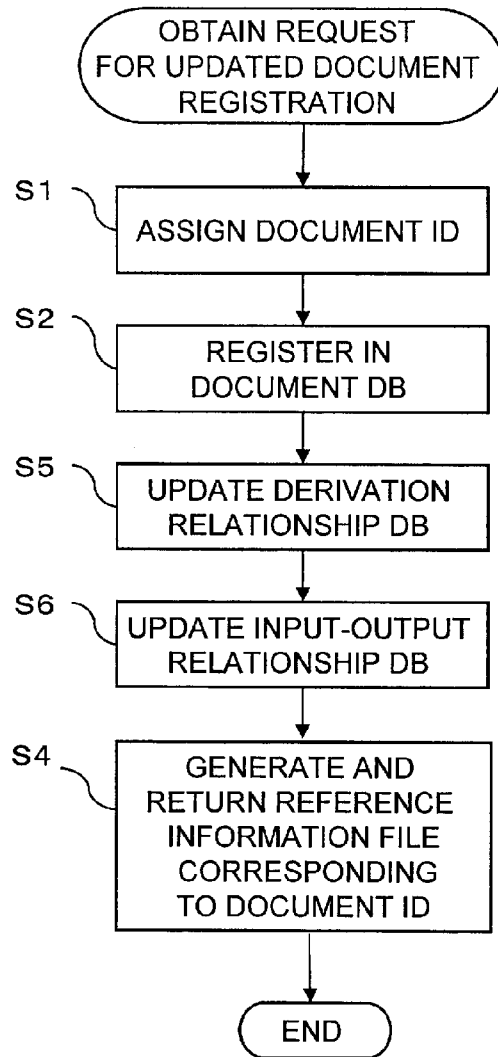 OBTAIN REQUEST
FOR UPDATED DOCUMENT
REGISTRATION
S1
ASSIGN DOCUMENT ID
S2
REGISTER IN
DOCUMENT DB
S5
UPDATE DERIVATION
RELATIONSHIP DB
S6
UPDATE INPUT-OUTPUT
RELATIONSHIP DB
S4
GENERATE AND
RETURN REFERENCE
INFORMATION FILE
CORRESPONDING
TO DOCUMENT ID
END